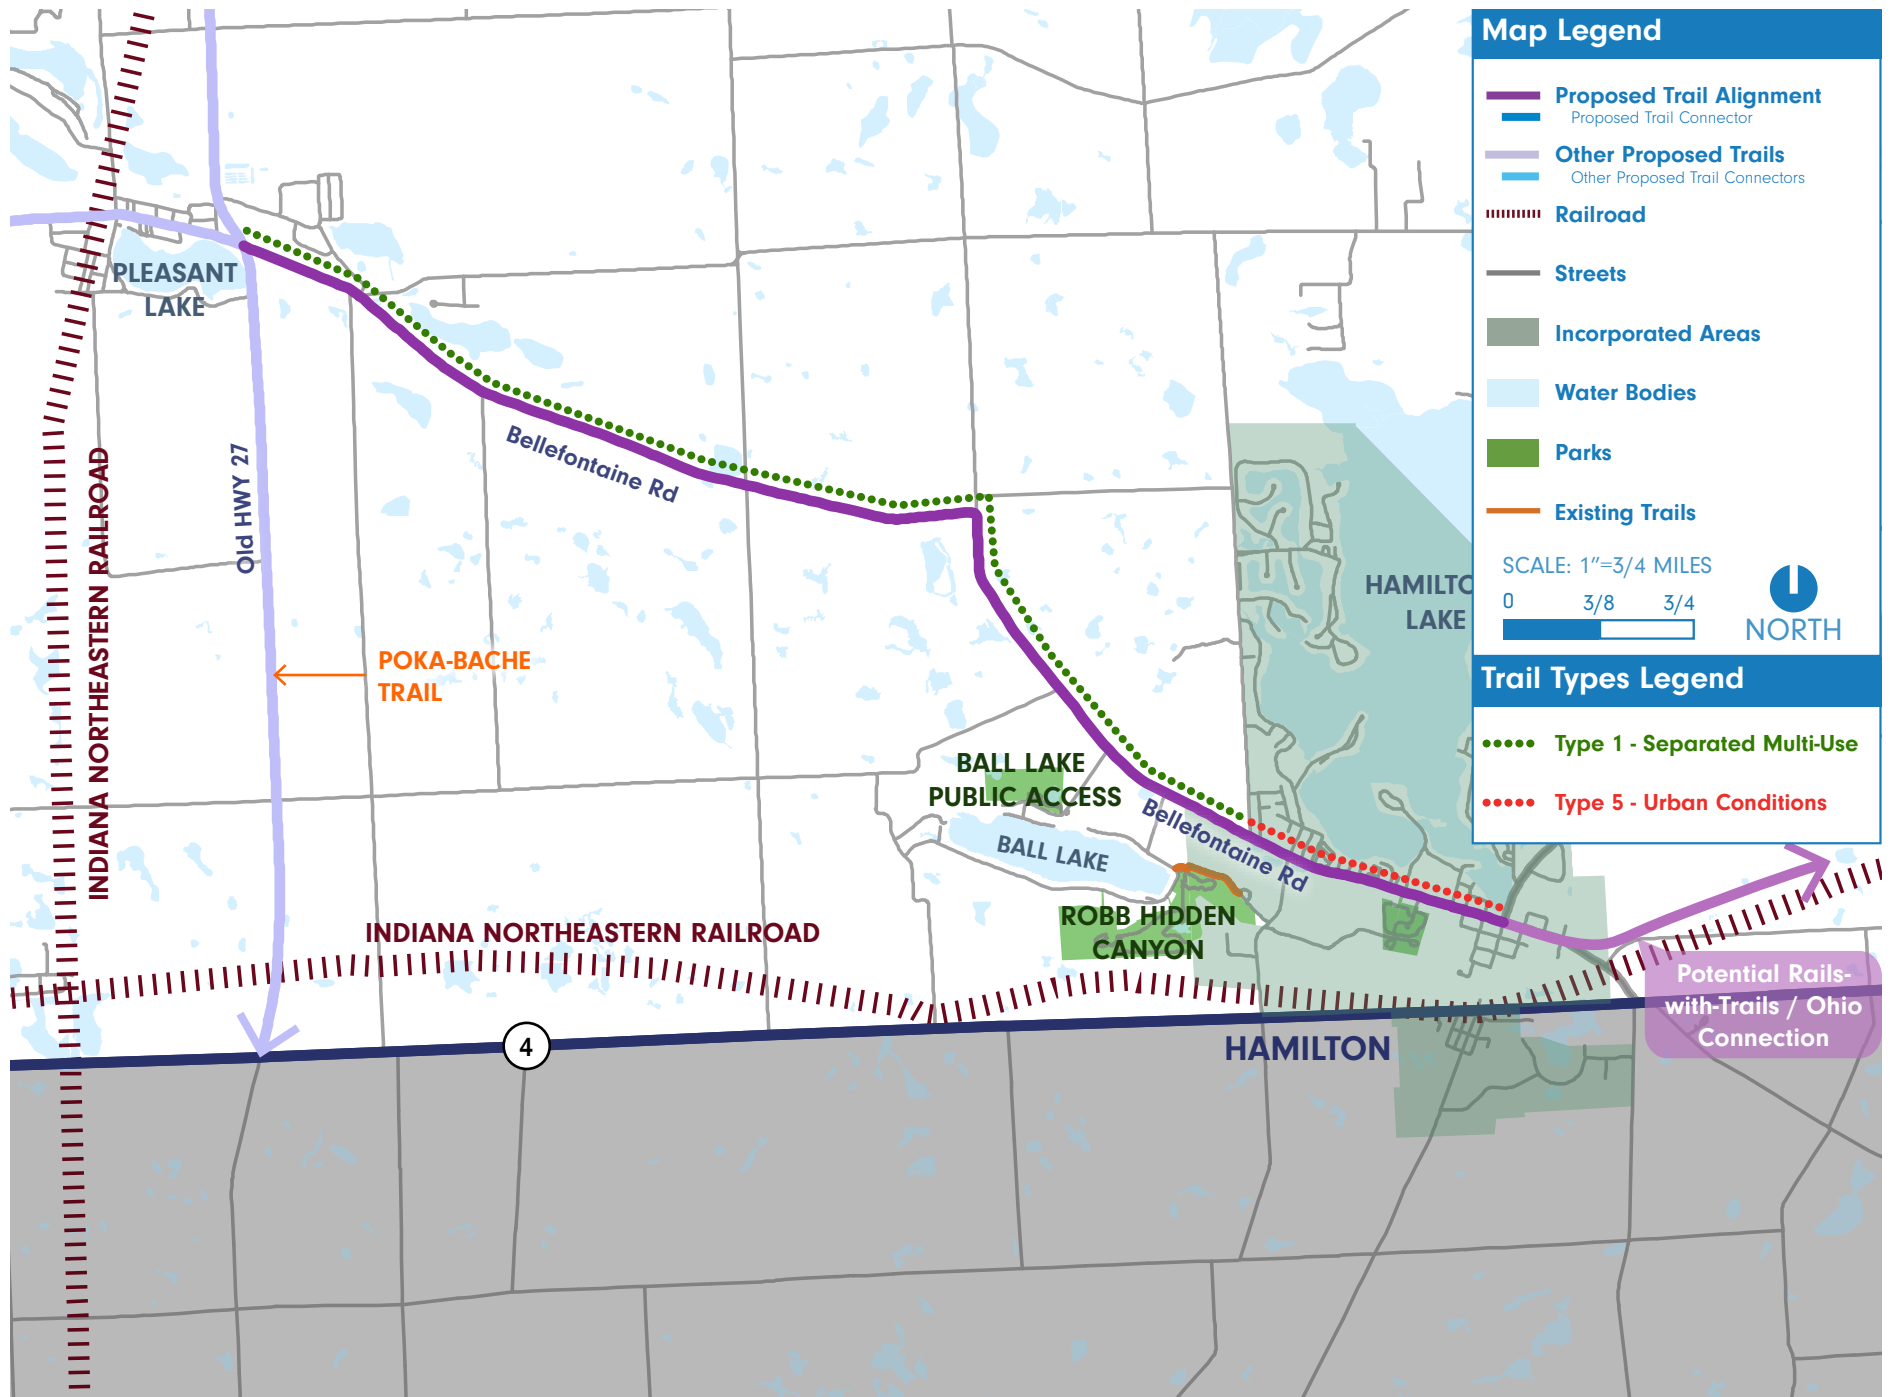 Map Legend
Proposed Trail Alignment
Proposed Trail Connector
Other Proposed Trails
Other Proposed Trail Connectors
Railroad
Streets
Incorporated Areas
Water Bodies
Parks
Existing Trails
SCALE: 1"=3/4 MILES
0 3/8 3/4
NORTH
Trail Types Legend
Type 1 - Separated Multi-Use
Type 5 - Urban Conditions
PLEASANT
LAKE
Bellefontaine Rd
Old HWY 27
INDIANA NORTHEASTERN RAILROAD
POKA-BACHE
TRAIL
HAMILTO
LAKE
BALL LAKE
PUBLIC ACCESS
BALL LAKE
Bellefontaine Rd
ROBB HIDDEN
CANYON
INDIANA NORTHEASTERN RAILROAD
Potential Rails-
with-Trails / Ohio
Connection
HAMILTON
4